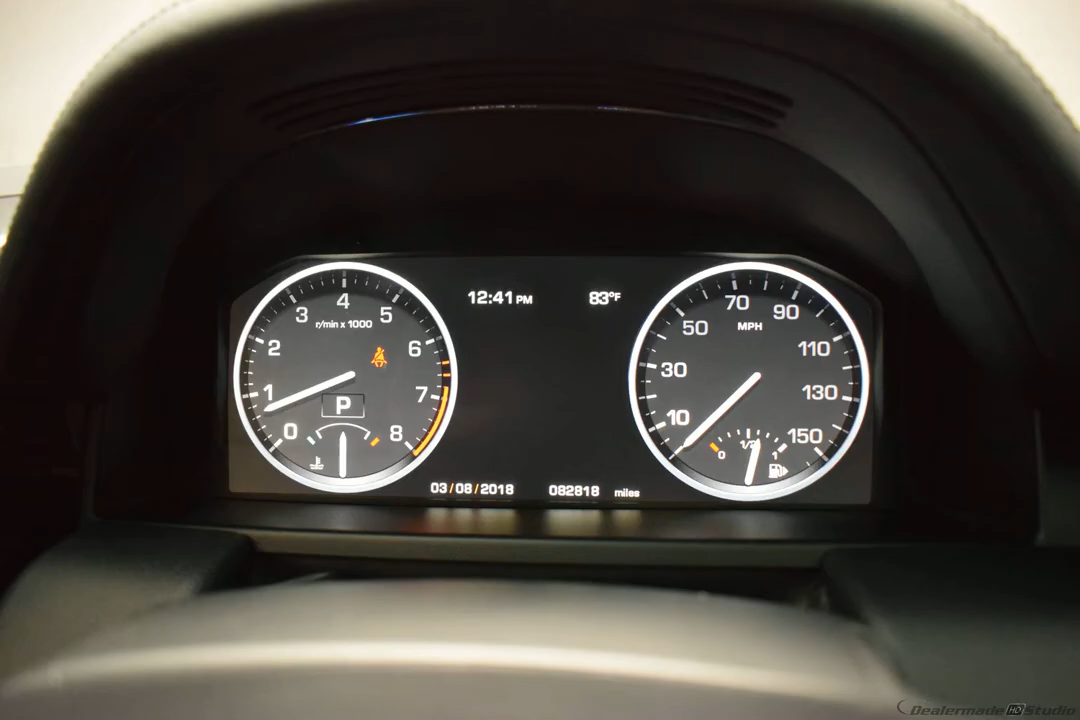 12:41 PM 83°F
r/min x 1000
0 1 2 3 4 5 6 7 8
P
MPH
10 30 50 70 90 110 130 150
0 1/2 1
03/08/2018 082818 miles
Dealermade HD Studio